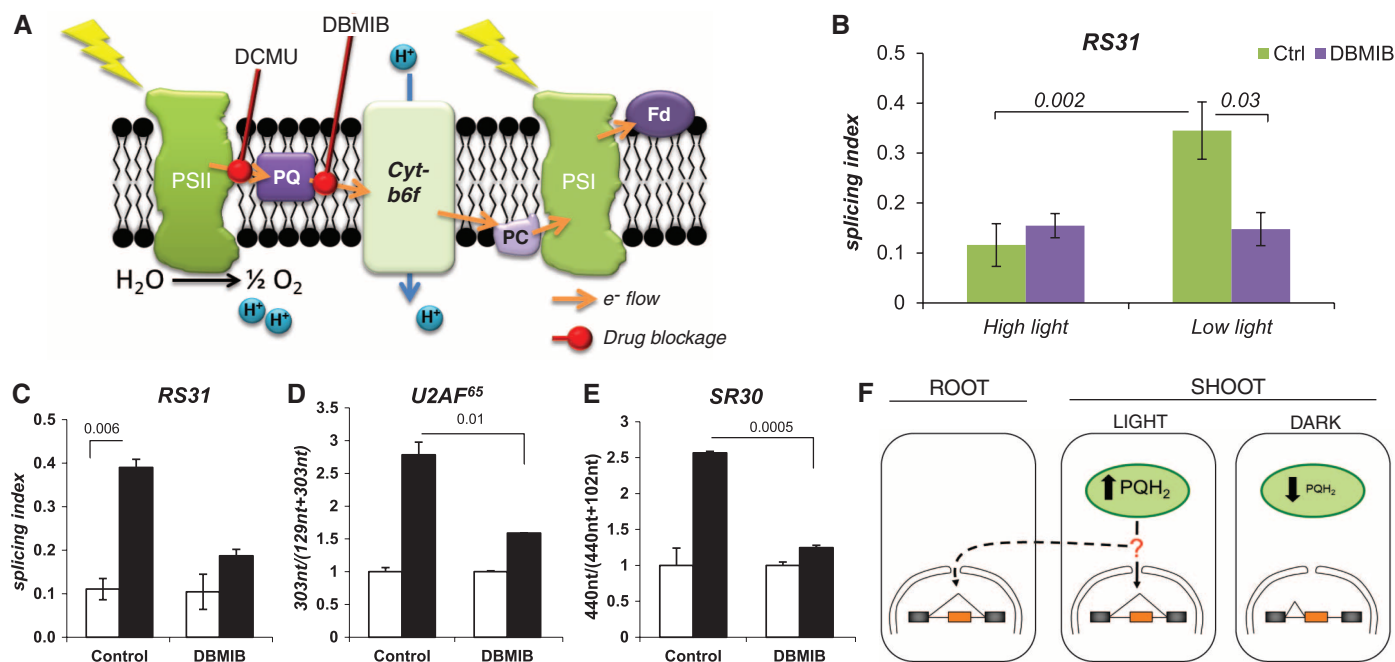 A
DCMU
DBMIB
H+
PSII
PQ
Cyt-
b6f
PC
PSI
Fd
H2O
½ O2
H+
H+
H+
e- flow
Drug blockage
B
RS31
Ctrl
DBMIB
splicing index
0.5
0.4
0.3
0.2
0.1
0
0.002
0.03
High light
Low light
C
RS31
splicing index
0.5
0.4
0.3
0.2
0.1
0.0
0.006
Control
DBMIB
D
U2AF65
303nt/(129nt+303nt)
3.5
3
2.5
2
1.5
1
0.5
0
0.01
Control
DBMIB
E
SR30
440nt/(440nt+102nt)
3
2.5
2
1.5
1
0.5
0
0.0005
Control
DBMIB
F
ROOT
SHOOT
LIGHT
DARK
PQH2
PQH2
?